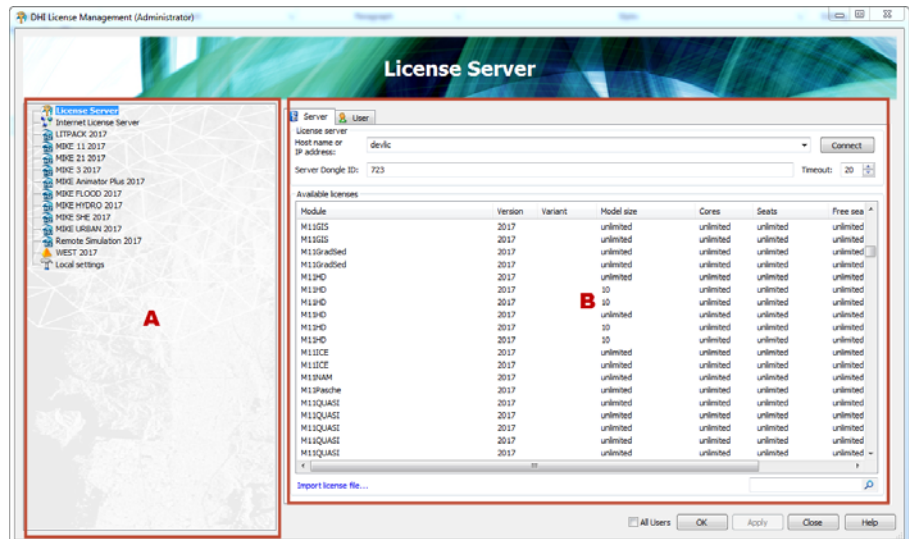 DHI License Management (Administrator)
License Server
License Server
Internet License Server
LITPACK 2017
MIKE 11 2017
MIKE 21 2017
MIKE 3 2017
MIKE Animator Plus 2017
MIKE FLOOD 2017
MIKE HYDRO 2017
MIKE SHE 2017
MIKE URBAN 2017
Remote Simulation 2017
WEST 2017
Local settings
A
Server User
License server
Host name or IP address: devlic Connect
Server Dongle ID: 723 Timeout: 20
Available licenses
Module Version Variant Model size Cores Seats Free sea
M11GIS 2017 unlimited unlimited unlimited unlimited
M11GIS 2017 unlimited unlimited unlimited unlimited
M11GradSed 2017 unlimited unlimited unlimited unlimited
M11GradSed 2017 unlimited unlimited unlimited unlimited
M11HD 2017 unlimited unlimited unlimited unlimited
M11HD 2017 10 unlimited unlimited unlimited
M11HD 2017 B 10 unlimited unlimited unlimited
M11HD 2017 unlimited unlimited unlimited unlimited
M11HD 2017 10 unlimited unlimited unlimited
M11HD 2017 10 unlimited unlimited unlimited
M11ICE 2017 unlimited unlimited unlimited unlimited
M11ICE 2017 unlimited unlimited unlimited unlimited
M11NAM 2017 unlimited unlimited unlimited unlimited
M11Pasche 2017 unlimited unlimited unlimited unlimited
M11QUASI 2017 unlimited unlimited unlimited unlimited
M11QUASI 2017 unlimited unlimited unlimited unlimited
M11QUASI 2017 unlimited unlimited unlimited unlimited
M11QUASI 2017 unlimited unlimited unlimited unlimited
M11QUASI 2017 unlimited unlimited unlimited unlimited
Import license file...
All Users OK Apply Close Help